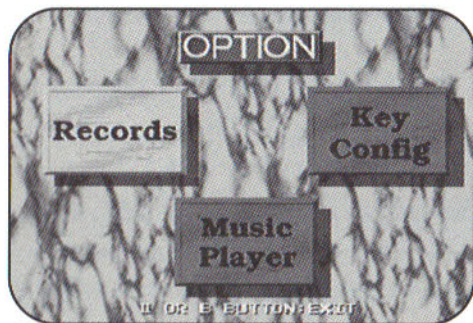 OPTION
Records
Key
Config
Music
Player
OR B BUTTON:EXIT